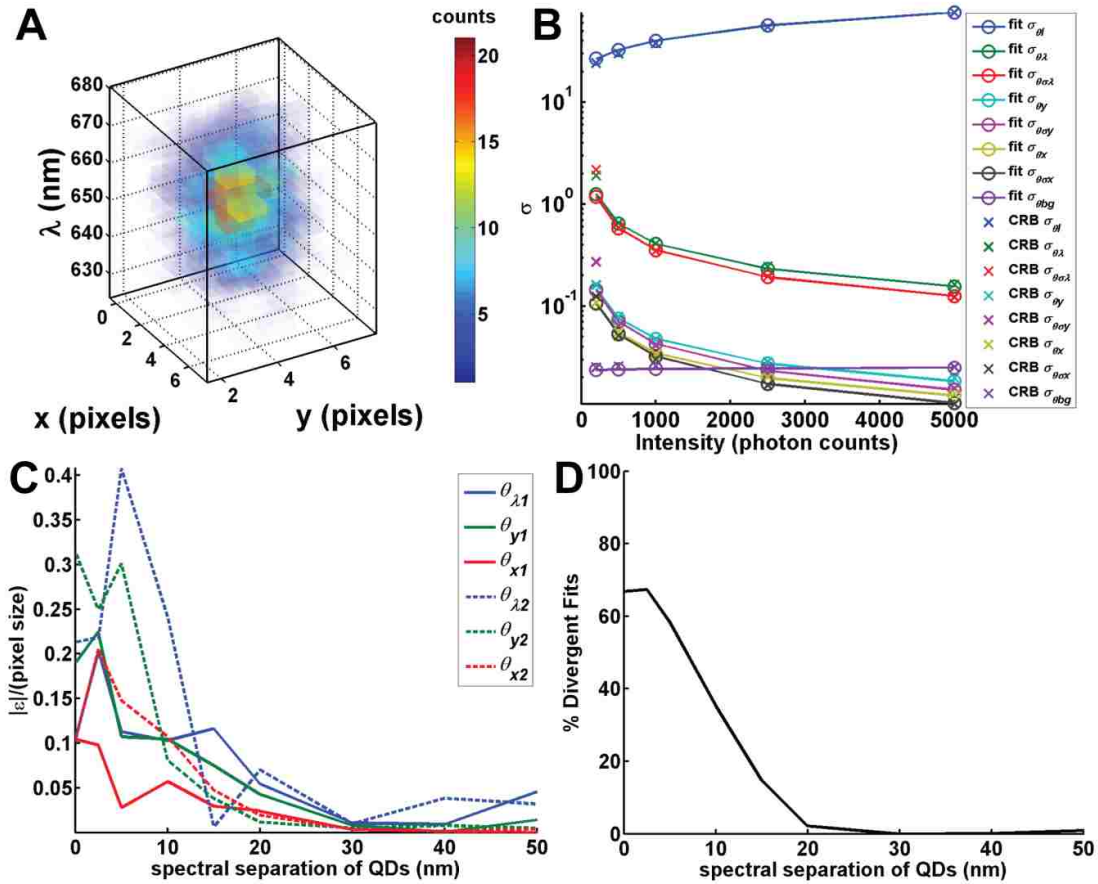 A
counts
20
15
10
5
λ (nm)
680
670
660
650
640
630
0
2
4
6
x (pixels)
2
4
6
y (pixels)
B
σ
10¹
10⁰
10⁻¹
0 1000 2000 3000 4000 5000
Intensity (photon counts)
fit σθI
fit σθλ
fit σθσλ
fit σθy
fit σθσy
fit σθx
fit σθσx
fit σθbg
CRB σθI
CRB σθλ
CRB σθσλ
CRB σθy
CRB σθσy
CRB σθx
CRB σθσx
CRB σθbg
C
|ε|/(pixel size)
0.4
0.35
0.3
0.25
0.2
0.15
0.1
0.05
0 10 20 30 40 50
spectral separation of QDs (nm)
θλ1
θy1
θx1
θλ2
θy2
θx2
D
% Divergent Fits
100
80
60
40
20
0
0 10 20 30 40 50
spectral separation of QDs (nm)